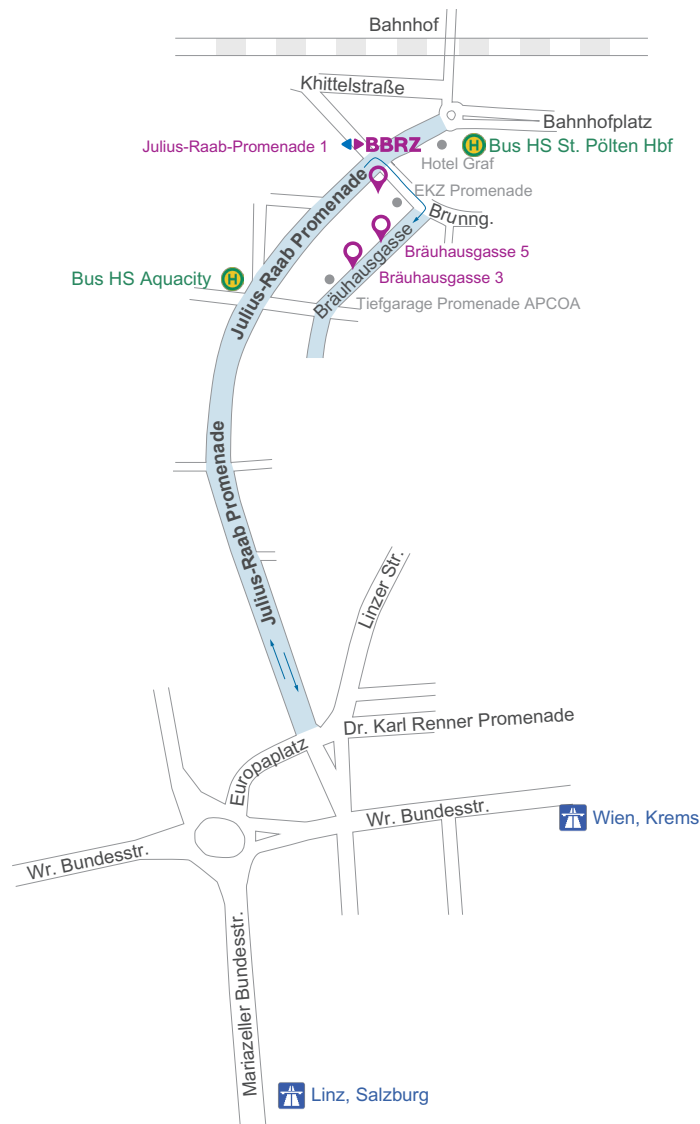 Bahnhof
Khittelstraße
Bahnhofplatz
Julius-Raab-Promenade 1
BBRZ
H
Bus HS St. Pölten Hbf
Hotel Graf
EKZ Promenade
Brunng.
Julius-Raab Promenade
Bräuhausgasse
Bräuhausgasse 5
Bus HS Aquacity
H
Bräuhausgasse 3
Tiefgarage Promenade APCOA
Julius-Raab Promenade
Linzer Str.
Dr. Karl Renner Promenade
Europaplatz
Wr. Bundesstr.
Wien, Krems
Wr. Bundesstr.
Mariazeller Bundesstr.
Linz, Salzburg